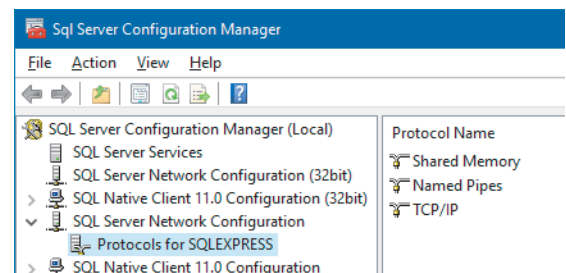 Sql Server Configuration Manager
File Action View Help
SQL Server Configuration Manager (Local)
SQL Server Services
SQL Server Network Configuration (32bit)
SQL Native Client 11.0 Configuration (32bit)
SQL Server Network Configuration
Protocols for SQLEXPRESS
SQL Native Client 11.0 Configuration
Protocol Name
Shared Memory
Named Pipes
TCP/IP